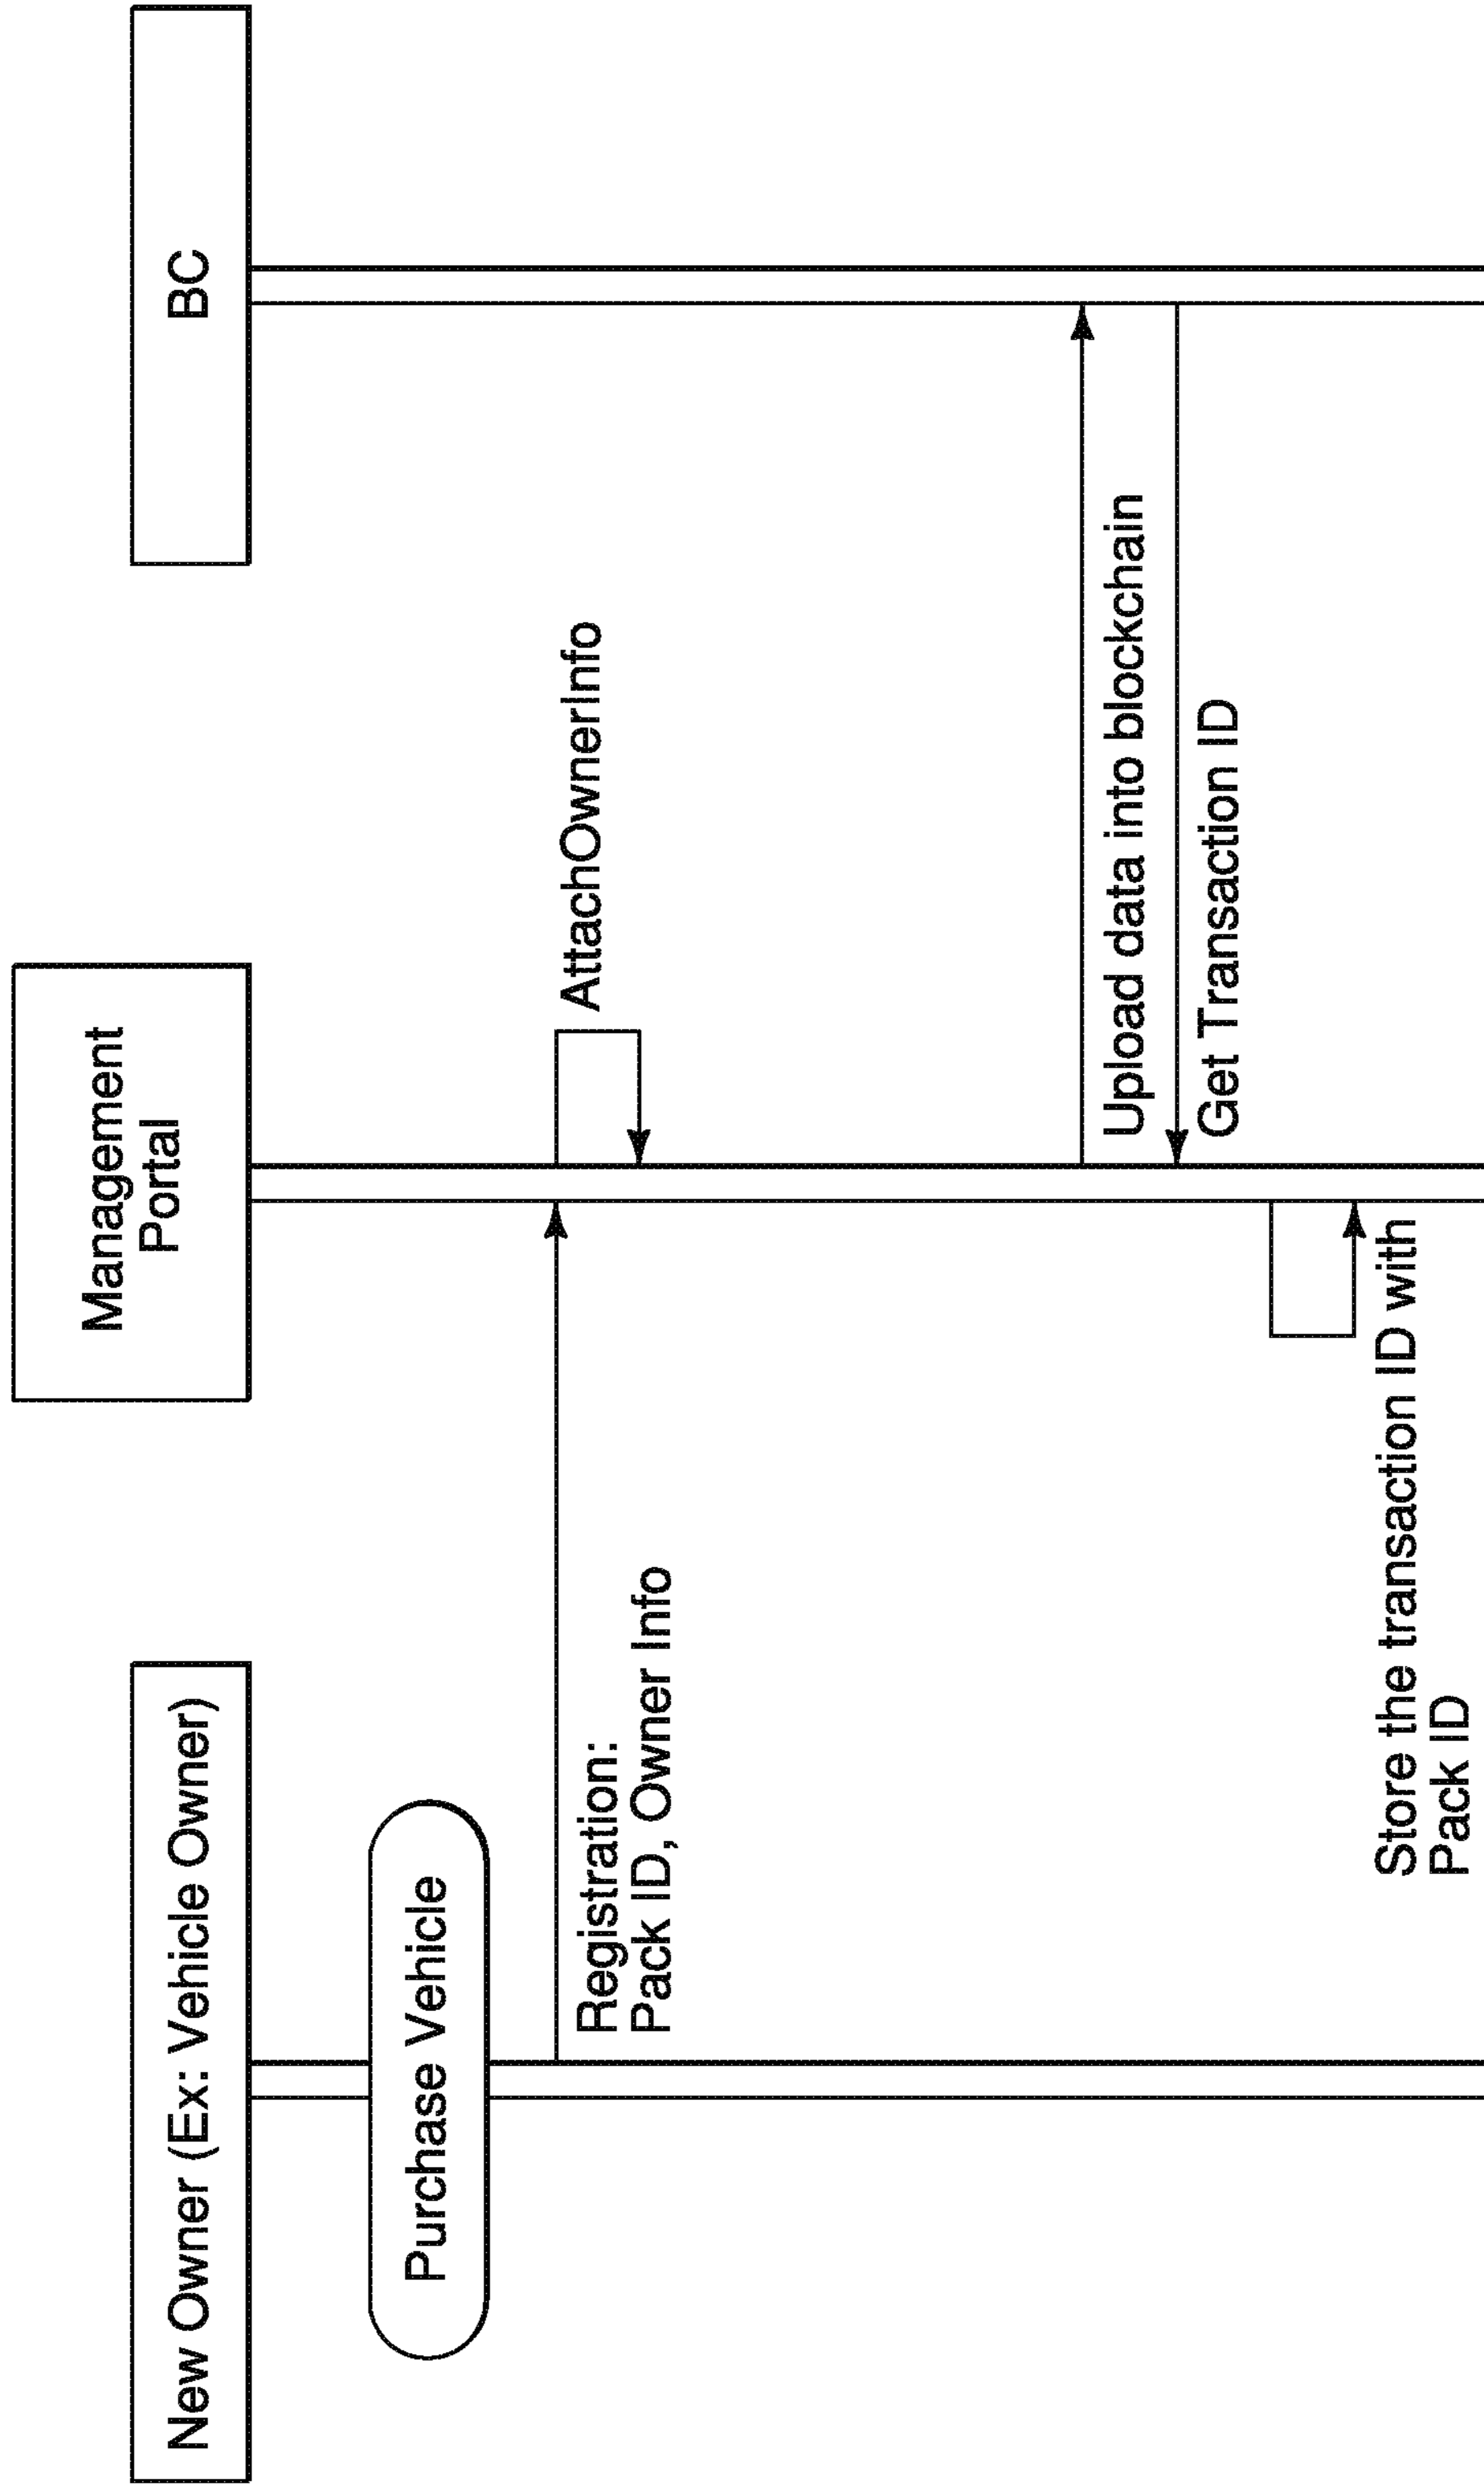 New Owner (Ex: Vehicle Owner)
Management
Portal
BC
Purchase Vehicle
Registration:
Pack ID, Owner Info
AttachOwnerInfo
Upload data into blockchain
Get Transaction ID
Store the transaction ID with
Pack ID